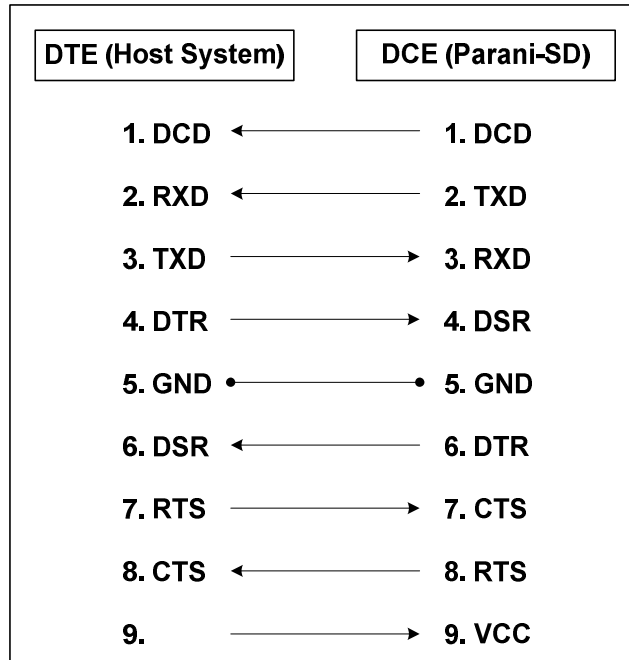 DTE (Host System) DCE (Parani-SD)
1. DCD 1. DCD
2. RXD 2. TXD
3. TXD 3. RXD
4. DTR 4. DSR
5. GND 5. GND
6. DSR 6. DTR
7. RTS 7. CTS
8. CTS 8. RTS
9. 9. VCC